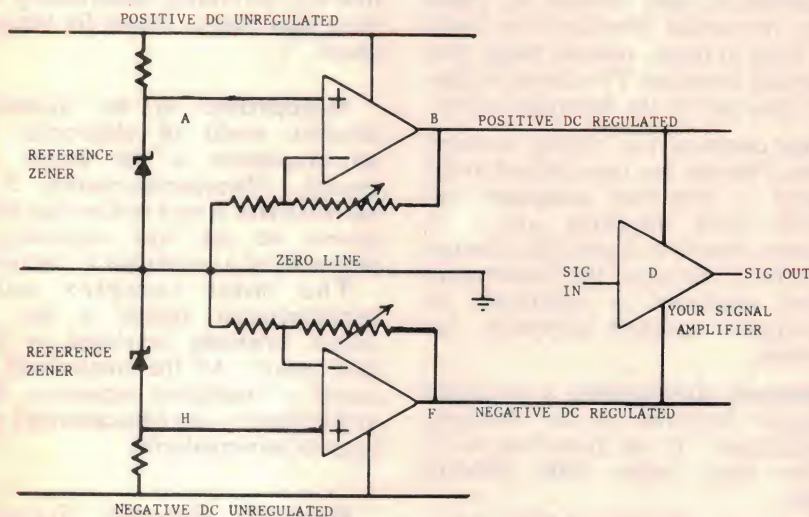 POSITIVE DC UNREGULATED
A
+
B
POSITIVE DC REGULATED
REFERENCE
ZENER
−
ZERO LINE
SIG
IN
D
SIG OUT
YOUR SIGNAL
AMPLIFIER
REFERENCE
ZENER
−
H
+
F
NEGATIVE DC REGULATED
NEGATIVE DC UNREGULATED